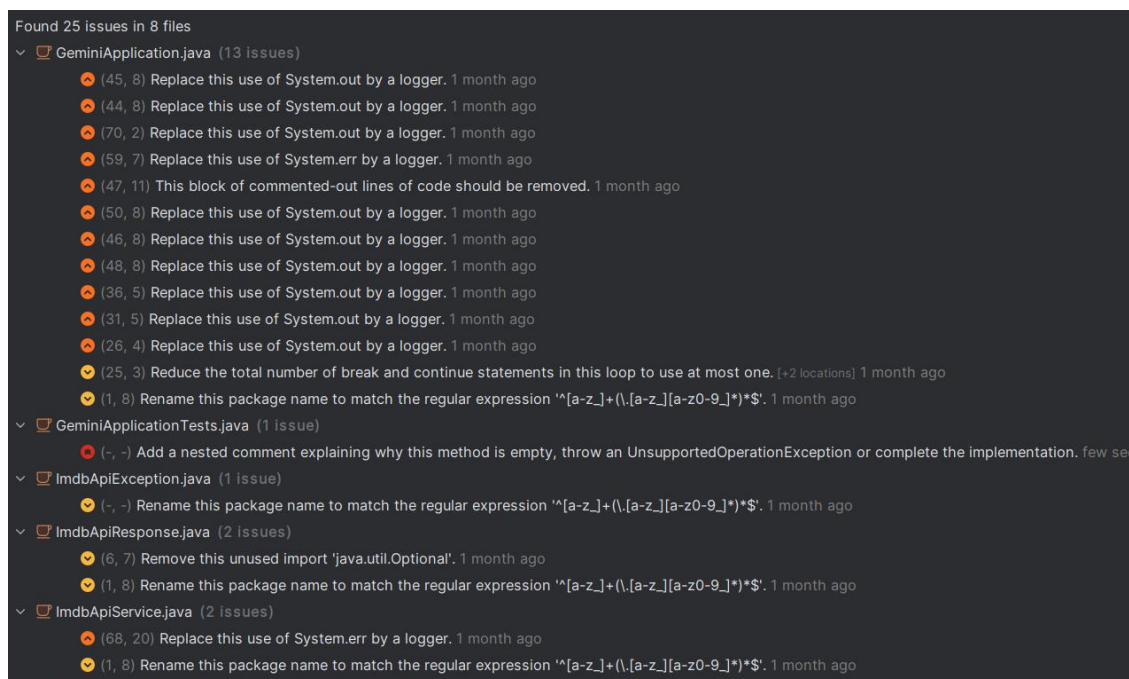 Found 25 issues in 8 files
GeminiApplication.java (13 issues)
(45, 8) Replace this use of System.out by a logger. 1 month ago
(44, 8) Replace this use of System.out by a logger. 1 month ago
(70, 2) Replace this use of System.out by a logger. 1 month ago
(59, 7) Replace this use of System.err by a logger. 1 month ago
(47, 11) This block of commented-out lines of code should be removed. 1 month ago
(50, 8) Replace this use of System.out by a logger. 1 month ago
(46, 8) Replace this use of System.out by a logger. 1 month ago
(48, 8) Replace this use of System.out by a logger. 1 month ago
(36, 5) Replace this use of System.out by a logger. 1 month ago
(31, 5) Replace this use of System.out by a logger. 1 month ago
(26, 4) Replace this use of System.out by a logger. 1 month ago
(25, 3) Reduce the total number of break and continue statements in this loop to use at most one. [+2 locations] 1 month ago
(1, 8) Rename this package name to match the regular expression '^[a-z_]+(\.[a-z_][a-z0-9_]*)*$'. 1 month ago
GeminiApplicationTests.java (1 issue)
(-, -) Add a nested comment explaining why this method is empty, throw an UnsupportedOperationException or complete the implementation. few se
ImdbApiException.java (1 issue)
(-, -) Rename this package name to match the regular expression '^[a-z_]+(\.[a-z_][a-z0-9_]*)*$'. 1 month ago
ImdbApiResponse.java (2 issues)
(6, 7) Remove this unused import 'java.util.Optional'. 1 month ago
(1, 8) Rename this package name to match the regular expression '^[a-z_]+(\.[a-z_][a-z0-9_]*)*$'. 1 month ago
ImdbApiService.java (2 issues)
(68, 20) Replace this use of System.err by a logger. 1 month ago
(1, 8) Rename this package name to match the regular expression '^[a-z_]+(\.[a-z_][a-z0-9_]*)*$'. 1 month ago